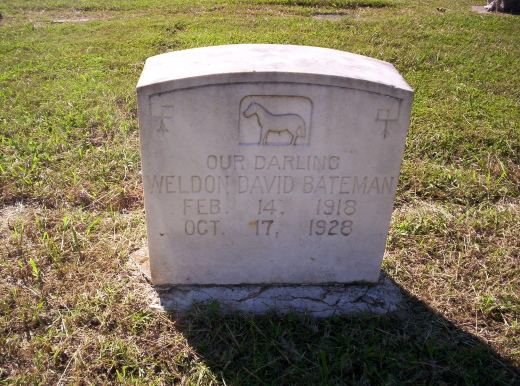 OUR DARLING
WELDON DAVID BATEMAN
FEB. 14, 1918
OCT. 17, 1928